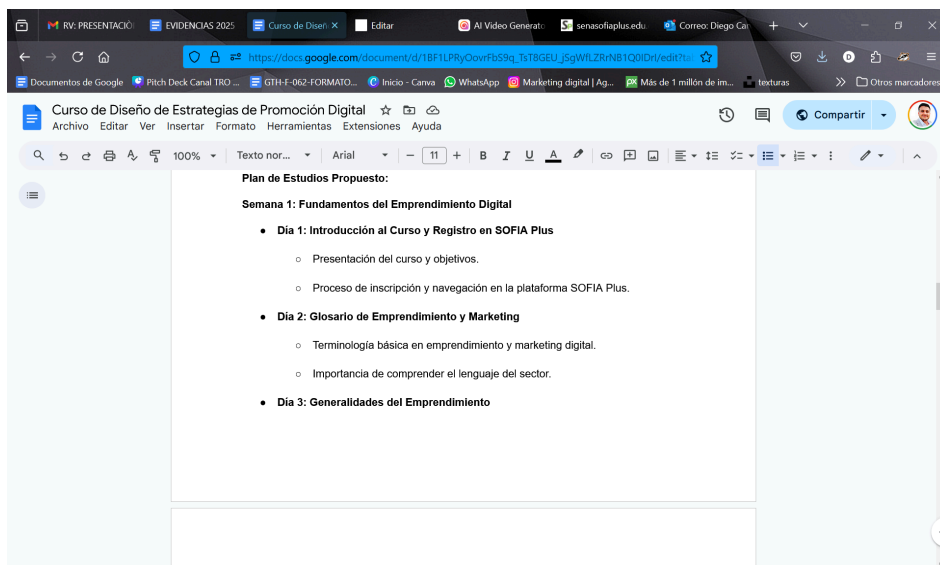 RV: PRESENTACIÓ
EVIDENCIAS 2025
Curso de Diseñ
Editar
AI Video Generato
senasofiaplus.edu.
Correo: Diego Car
https://docs.google.com/document/d/1BF1LPRyOovrFbS9q_TsT8GEU_jSgWfLZRrNB1Q0IDrI/edit?tal
Documentos de Google
Pitch Deck Canal TRO ...
GTH-F-062-FORMATO...
Inicio - Canva
WhatsApp
Marketing digital | Ag...
Más de 1 millón de im...
texturas
Otros marcadores
Curso de Diseño de Estrategias de Promoción Digital
Archivo Editar Ver Insertar Formato Herramientas Extensiones Ayuda
Compartir
100% Texto nor... Arial 11 B I U A
Plan de Estudios Propuesto:
Semana 1: Fundamentos del Emprendimiento Digital
● Día 1: Introducción al Curso y Registro en SOFIA Plus
○ Presentación del curso y objetivos.
○ Proceso de inscripción y navegación en la plataforma SOFIA Plus.
● Día 2: Glosario de Emprendimiento y Marketing
○ Terminología básica en emprendimiento y marketing digital.
○ Importancia de comprender el lenguaje del sector.
● Día 3: Generalidades del Emprendimiento